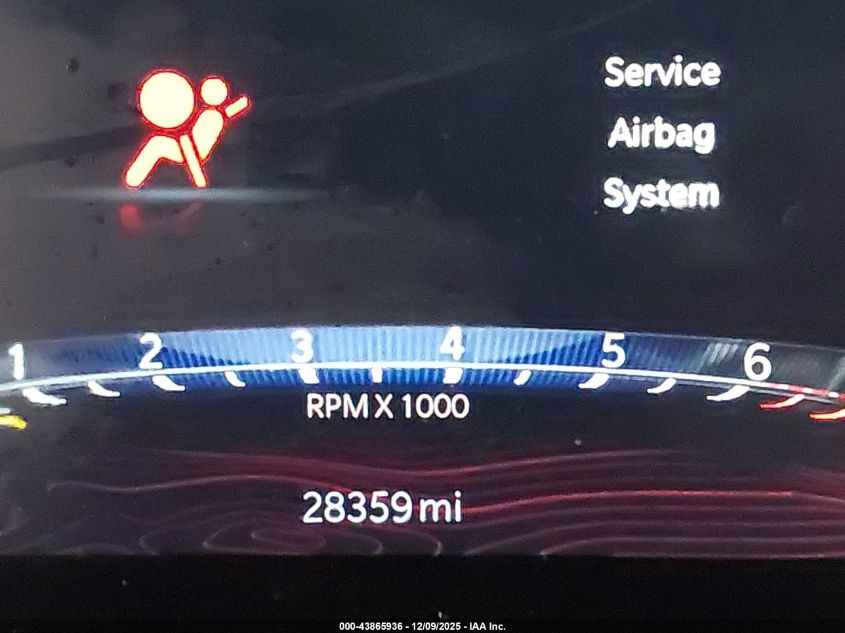 Service
Airbag
System
1 2 3 4 5 6
RPM X 1000
28359 mi
000-43865936 - 12/09/2025 - IAA Inc.